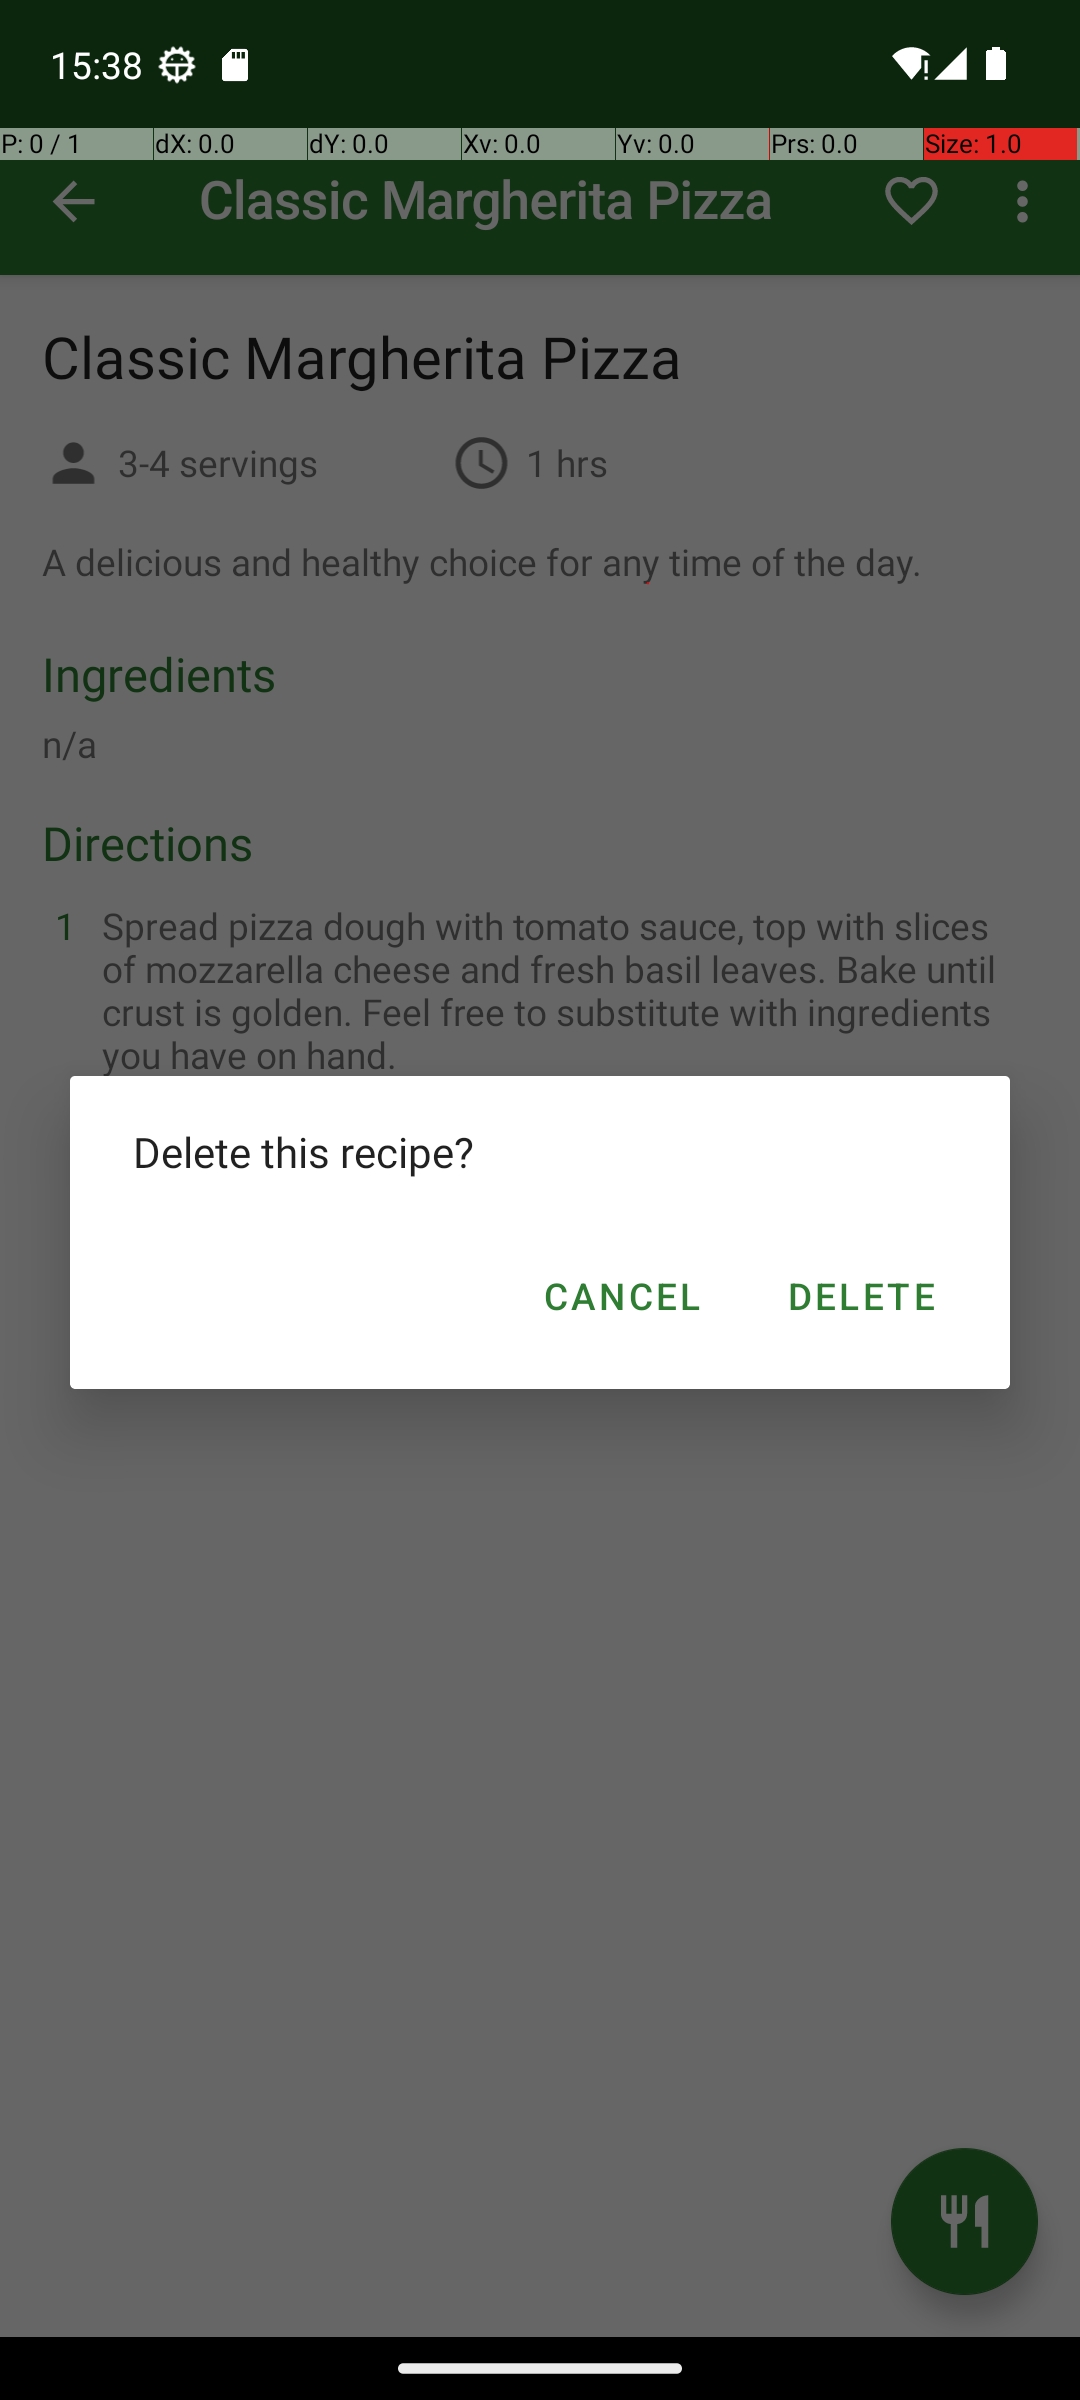 15:38
P: 0 / 1 dX: 0.0 dY: 0.0 Xv: 0.0 Yv: 0.0 Prs: 0.0 Size: 1.0
Classic Margherita Pizza
Classic Margherita Pizza
3-4 servings 1 hrs
A delicious and healthy choice for any time of the day.
Ingredients
n/a
Directions
1 Spread pizza dough with tomato sauce, top with slices
of mozzarella cheese and fresh basil leaves. Bake until
crust is golden. Feel free to substitute with ingredients
you have on hand.
Delete this recipe?
CANCEL DELETE